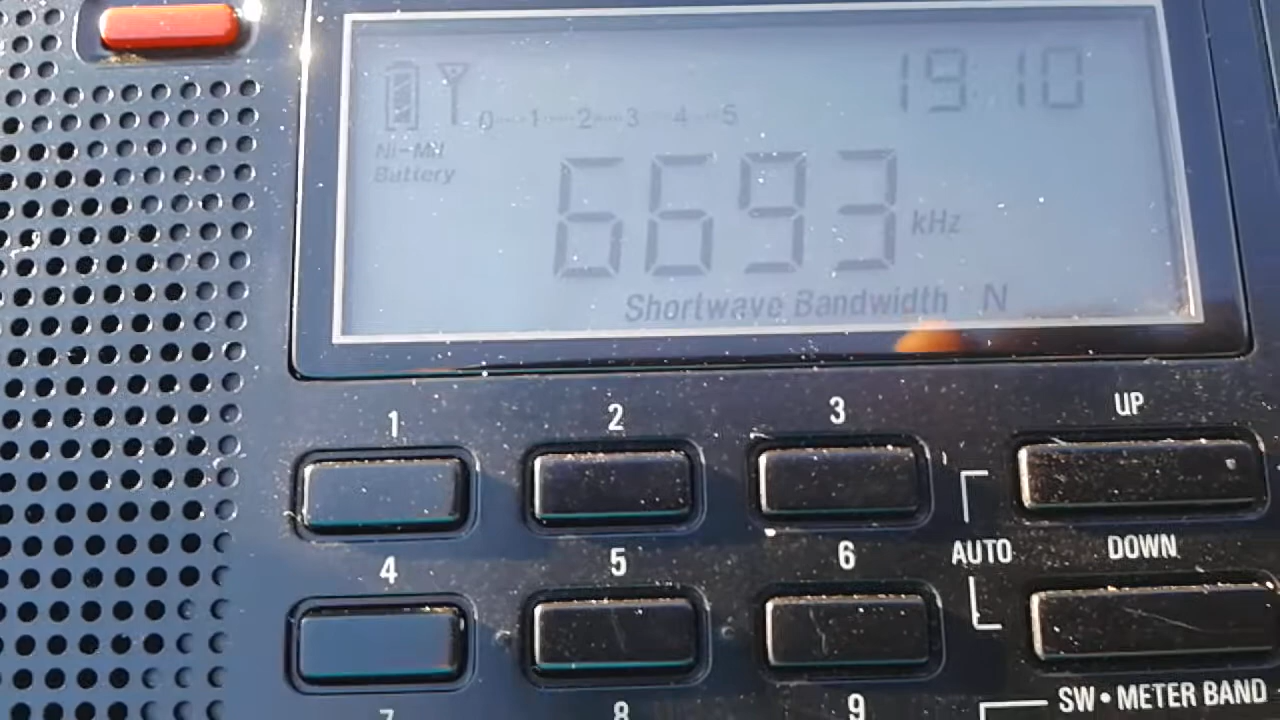 19:10
0 1 2 3 4 5
Ni-MH
Battery
6693 kHz
Shortwave Bandwidth N
1 2 3 UP
4 5 6 AUTO DOWN
7 8 9 SW • METER BAND